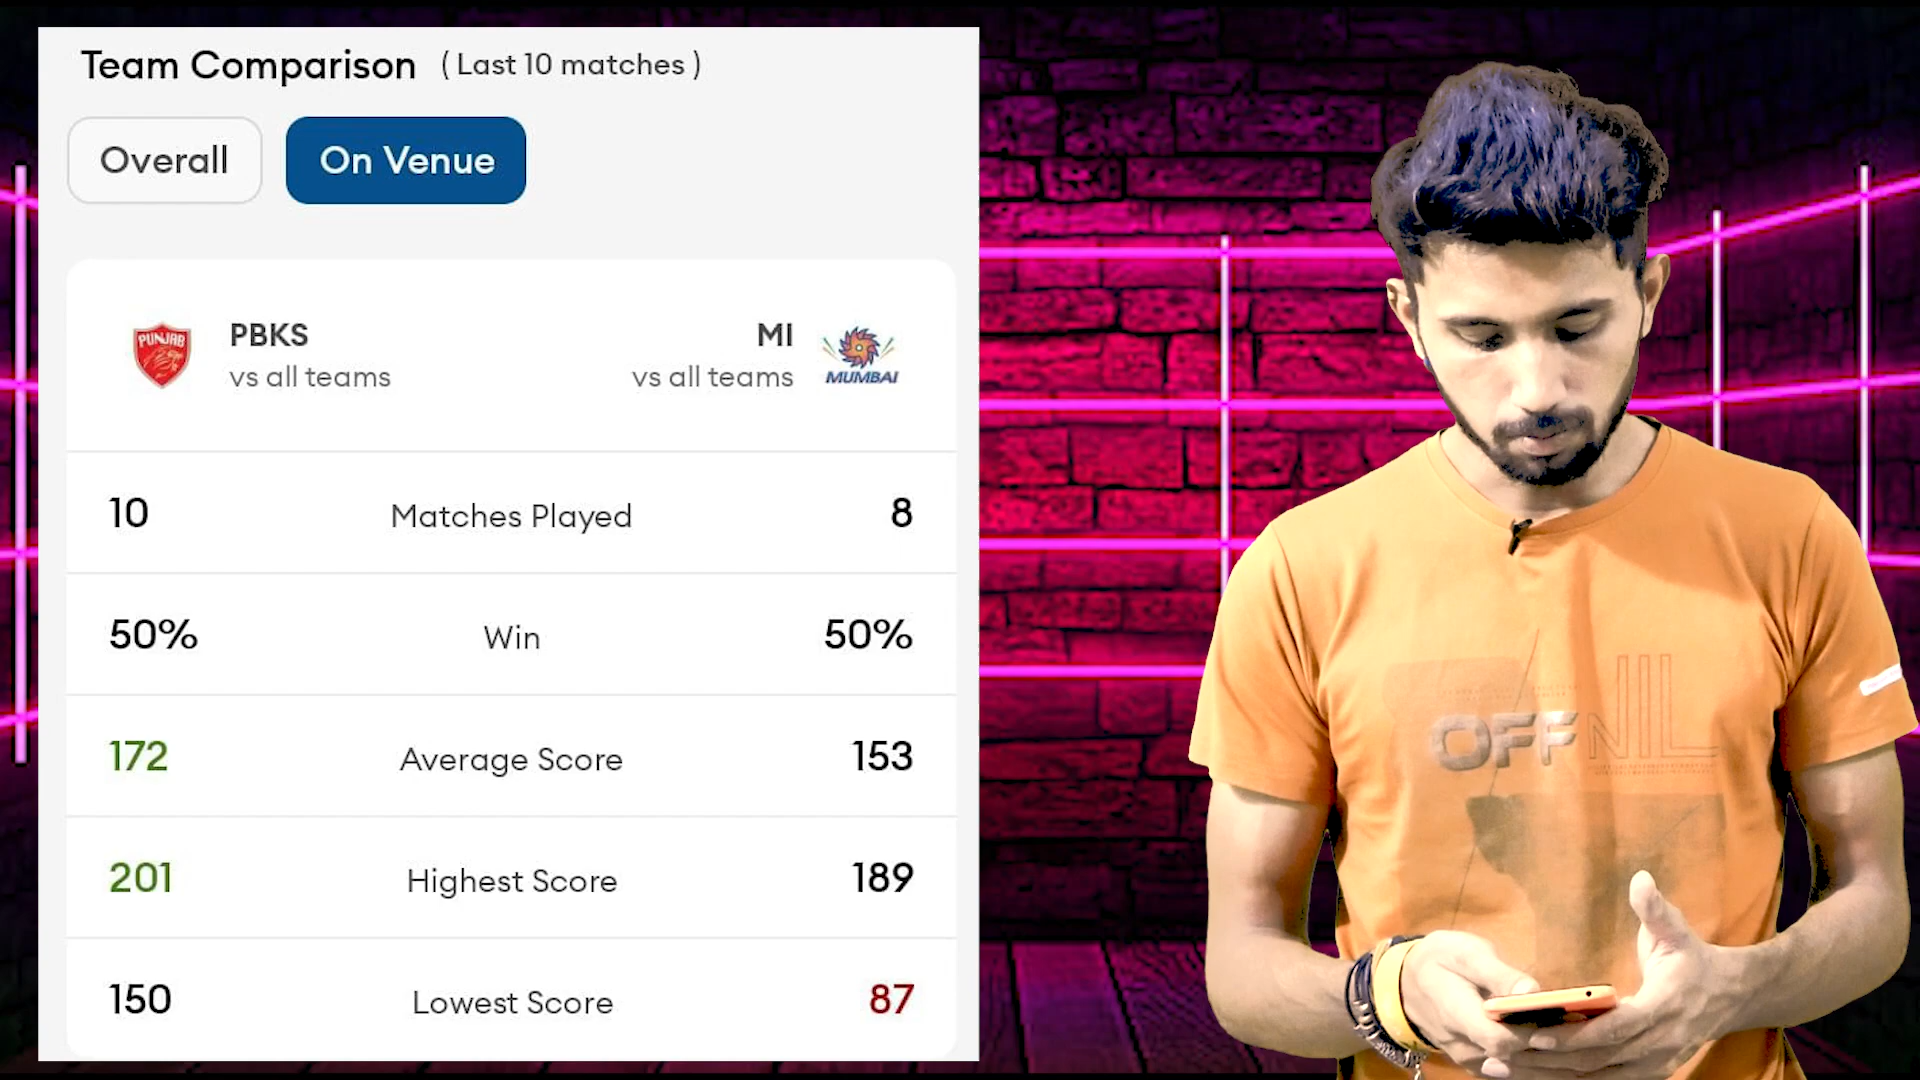 Team Comparison ( Last 10 matches )
Overall On Venue
PUNJAB PBKS MI
vs all teams vs all teams MUMBAI
10 Matches Played 8
50% Win 50%
172 Average Score 153
201 Highest Score 189
150 Lowest Score 87
OFFNIL